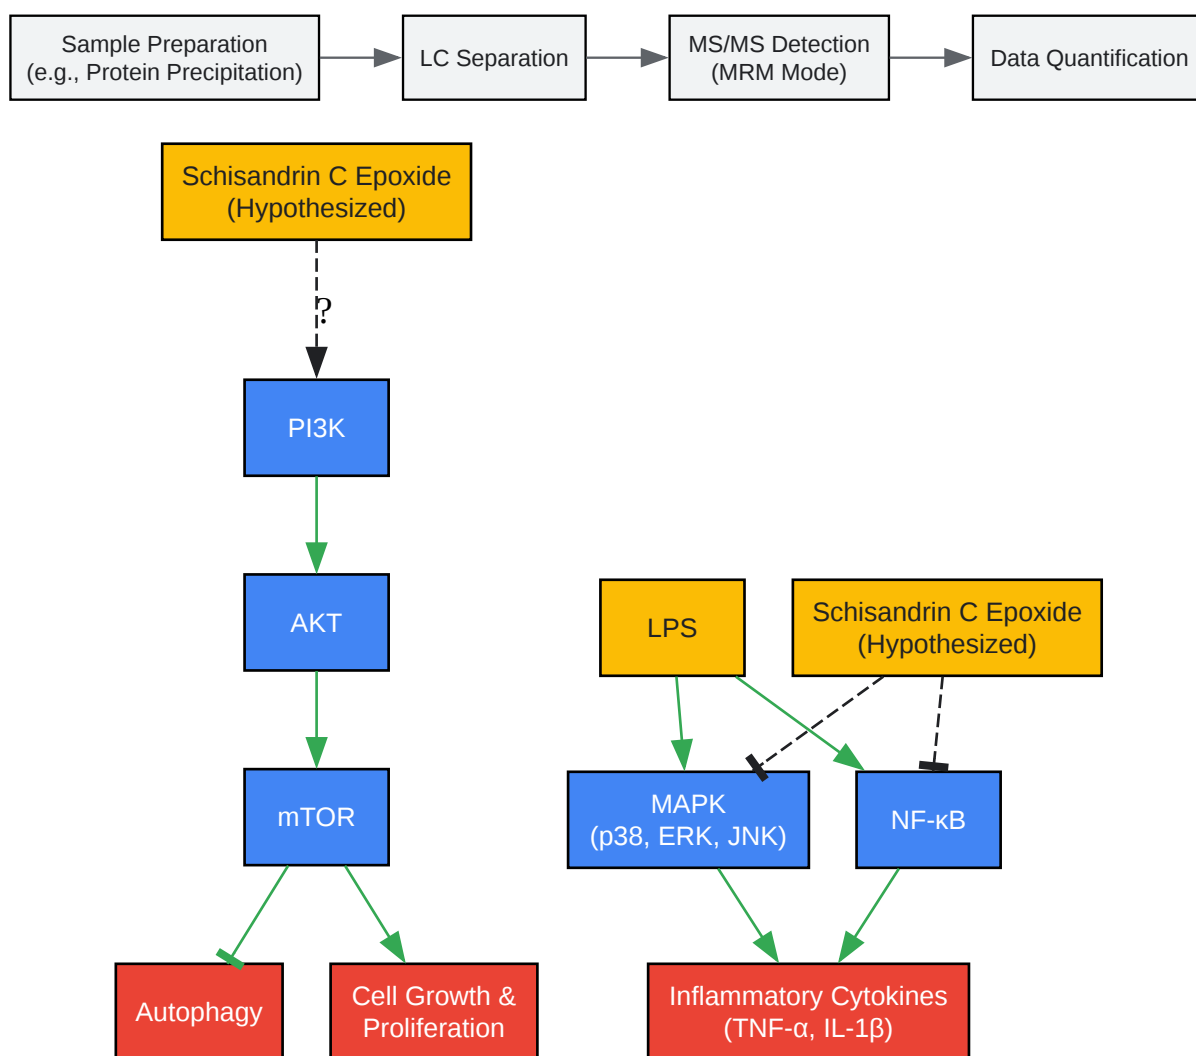 Sample Preparation
(e.g., Protein Precipitation)
LC Separation
MS/MS Detection
(MRM Mode)
Data Quantification
Schisandrin C Epoxide
(Hypothesized)
?
PI3K
AKT
mTOR
Autophagy
Cell Growth &
Proliferation
LPS
Schisandrin C Epoxide
(Hypothesized)
MAPK
(p38, ERK, JNK)
NF-κB
Inflammatory Cytokines
(TNF-α, IL-1β)